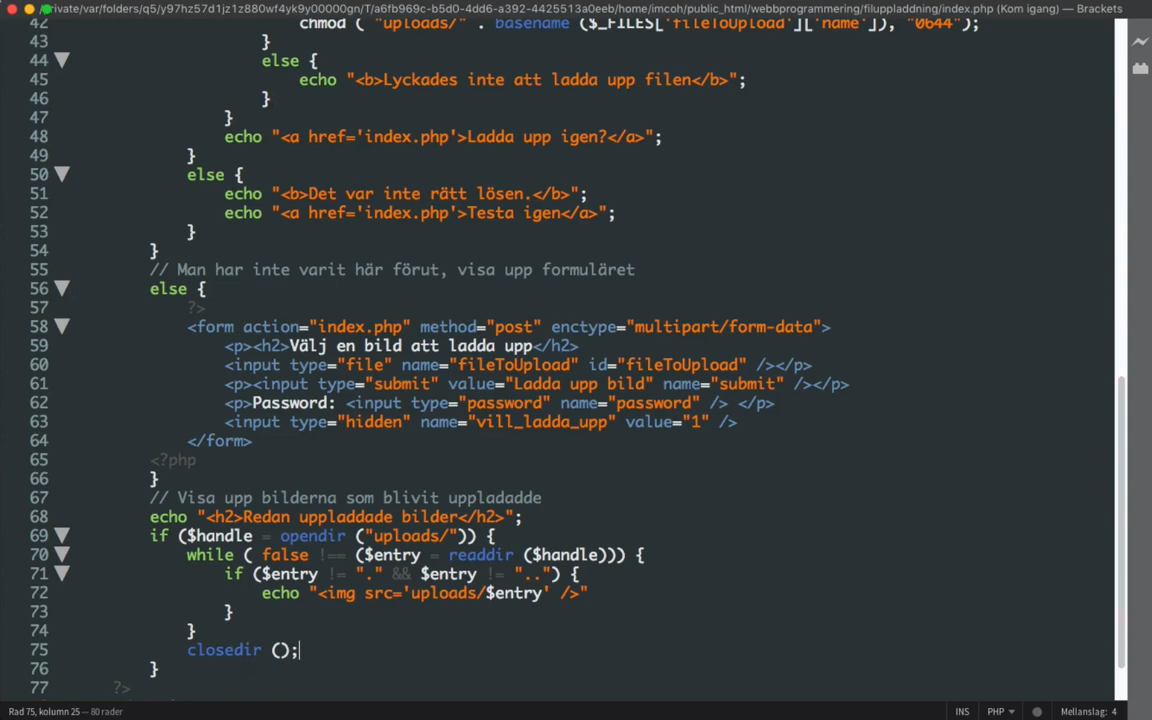 /private/var/folders/q5/y97hz57d1jz1z880wf4yk9y00000gn/T/a6fb969c-b5d0-4dd6-a392-4425513a0eeb/home/imcoh/public_html/webbprogrammering/filuppladdning/index.php (Kom igang) — Brackets
42 chmod ( "uploads/" . basename ($_FILES['fileToUpload']['name']), "0644");
43 }
44 else {
45 echo "<b>Lyckades inte att ladda upp filen</b>";
46 }
47 }
48 echo "<a href='index.php'>Ladda upp igen?</a>";
49 }
50 else {
51 echo "<b>Det var inte rätt lösen.</b>";
52 echo "<a href='index.php'>Testa igen</a>";
53 }
54 }
55 // Man har inte varit här förut, visa upp formuläret
56 else {
57 ?>
58 <form action="index.php" method="post" enctype="multipart/form-data">
59 <p><h2>Välj en bild att ladda upp</h2>
60 <input type="file" name="fileToUpload" id="fileToUpload" /></p>
61 <p><input type="submit" value="Ladda upp bild" name="submit" /></p>
62 <p>Password: <input type="password" name="password" /> </p>
63 <input type="hidden" name="vill_ladda_upp" value="1" />
64 </form>
65 <?php
66 }
67 // Visa upp bilderna som blivit uppladadde
68 echo "<h2>Redan uppladdade bilder</h2>";
69 if ($handle = opendir ("uploads/")) {
70 while ( false !== ($entry = readdir ($handle))) {
71 if ($entry != "." && $entry != "..") {
72 echo "<img src='uploads/$entry' />"
73 }
74 }
75 closedir ();
76 }
77 ?>
Rad 75, kolumn 25 — 80 rader INS PHP Mellanslag: 4